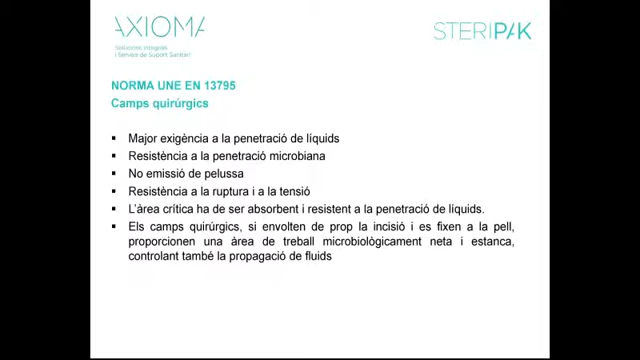 AXIOMA
Solucions Integrals
i Serveis de Suport Sanitari
STERIPAK
NORMA UNE EN 13795
Camps quirúrgics
▪ Major exigència a la penetració de líquids
▪ Resistència a la penetració microbiana
▪ No emissió de pelussa
▪ Resistència a la ruptura i a la tensió
▪ L'àrea crítica ha de ser absorbent i resistent a la penetració de líquids.
▪ Els camps quirúrgics, si envolten de prop la incisió i es fixen a la pell,
proporcionen una àrea de treball microbiològicament neta i estanca,
controlant també la propagació de fluids